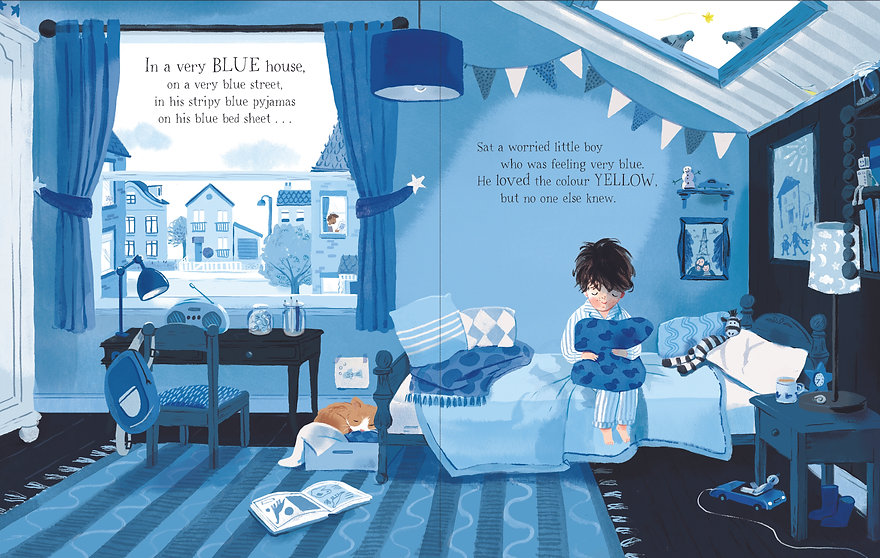 In a very BLUE house,
on a very blue street,
in his stripy blue pyjamas
on his blue bed sheet . . .
Sat a worried little boy
who was feeling very blue.
He loved the colour YELLOW,
but no one else knew.